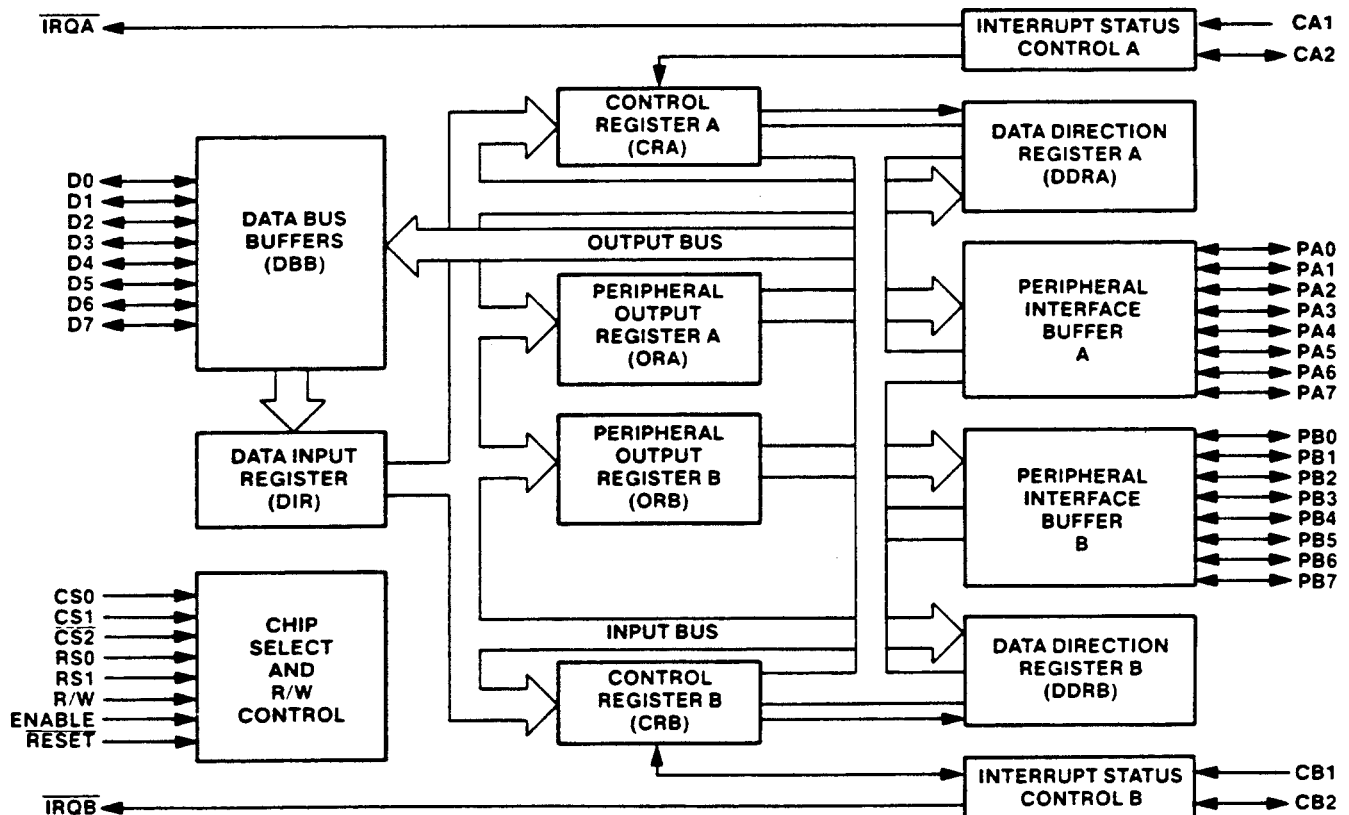 IRQA
INTERRUPT STATUS
CONTROL A
CA1
CA2
CONTROL
REGISTER A
(CRA)
DATA DIRECTION
REGISTER A
(DDRA)
D0
D1
D2
D3
D4
D5
D6
D7
DATA BUS
BUFFERS
(DBB)
OUTPUT BUS
PERIPHERAL
OUTPUT
REGISTER A
(ORA)
PERIPHERAL
INTERFACE
BUFFER
A
PA0
PA1
PA2
PA3
PA4
PA5
PA6
PA7
DATA INPUT
REGISTER
(DIR)
PERIPHERAL
OUTPUT
REGISTER B
(ORB)
PERIPHERAL
INTERFACE
BUFFER
B
PB0
PB1
PB2
PB3
PB4
PB5
PB6
PB7
CS0
CS1
CS2
RS0
RS1
R/W
ENABLE
RESET
CHIP
SELECT
AND
R/W
CONTROL
INPUT BUS
CONTROL
REGISTER B
(CRB)
DATA DIRECTION
REGISTER B
(DDRB)
IRQB
INTERRUPT STATUS
CONTROL B
CB1
CB2